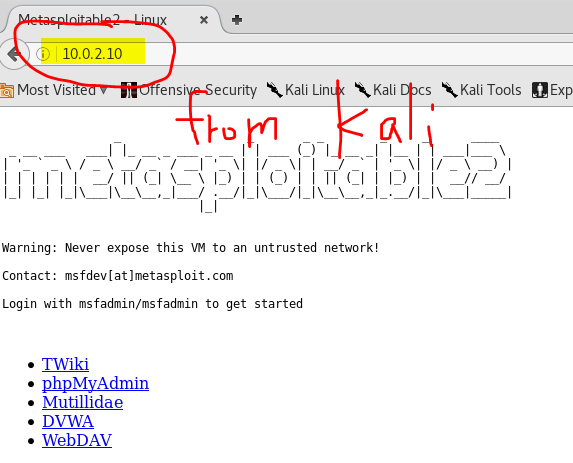 Metasploitable2 - Linux
10.0.2.10
Most Visited Offensive Security Kali Linux Kali Docs Kali Tools Exp
from Kali
metasploitable2
Warning: Never expose this VM to an untrusted network!
Contact: msfdev[at]metasploit.com
Login with msfadmin/msfadmin to get started
TWiki
phpMyAdmin
Mutillidae
DVWA
WebDAV